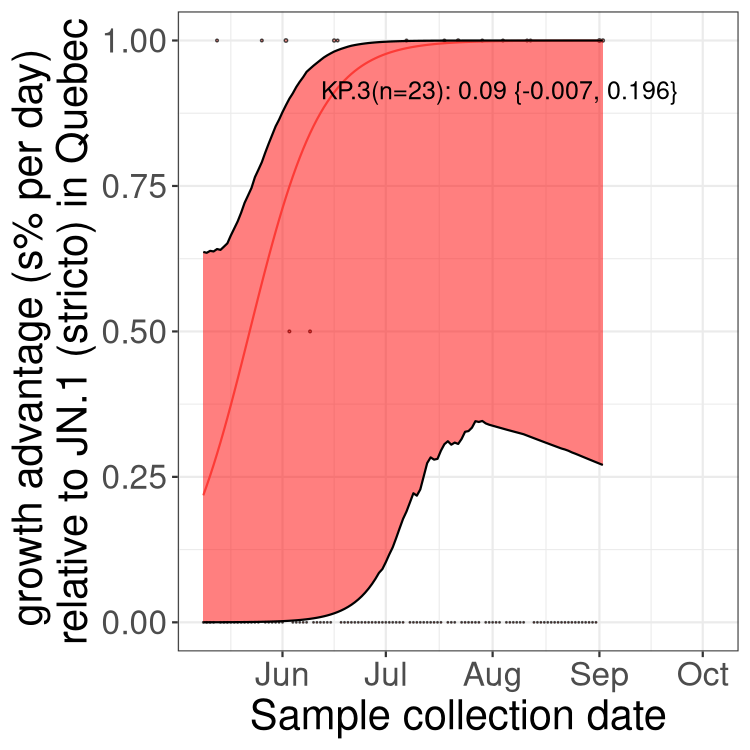 growth advantage (s% per day)
relative to JN.1 (stricto) in Quebec
1.00
0.75
0.50
0.25
0.00
KP.3(n=23): 0.09 {-0.007, 0.196}
Jun Jul Aug Sep Oct
Sample collection date